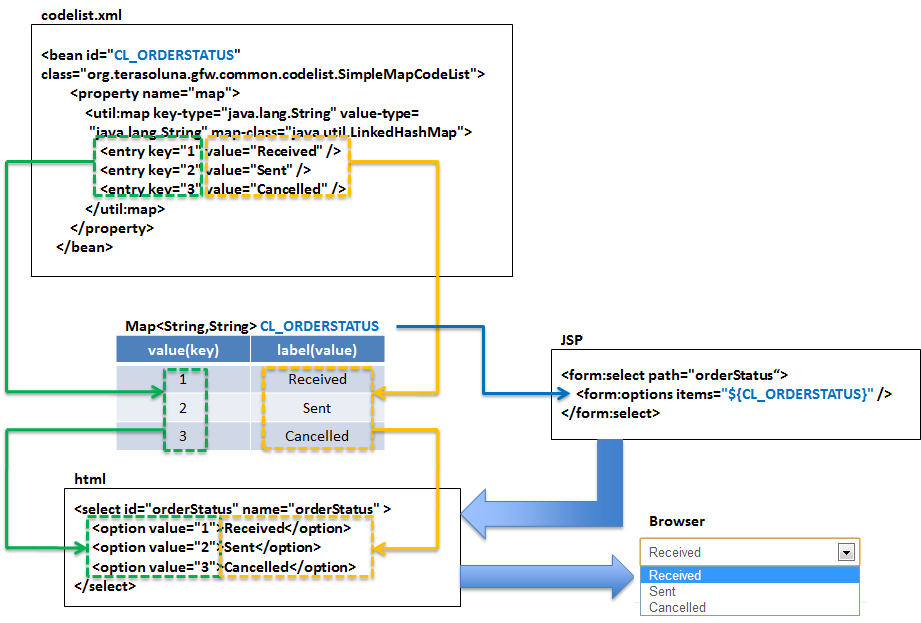 codelist.xml
<bean id="CL_ORDERSTATUS"
class="org.terasoluna.gfw.common.codelist.SimpleMapCodeList">
<property name="map">
<util:map key-type="java.lang.String" value-type=
"java.lang.String" map-class="java.util.LinkedHashMap">
<entry key="1" value="Received" />
<entry key="2" value="Sent" />
<entry key="3" value="Cancelled" />
</util:map>
</property>
</bean>
Map<String,String> CL_ORDERSTATUS
value(key) label(value)
1 Received
2 Sent
3 Cancelled
JSP
<form:select path="orderStatus“>
<form:options items="${CL_ORDERSTATUS}" />
</form:select>
html
<select id="orderStatus" name="orderStatus" >
<option value="1">Received</option>
<option value="2">Sent</option>
<option value="3">Cancelled</option>
</select>
Browser
Received
Received
Sent
Cancelled